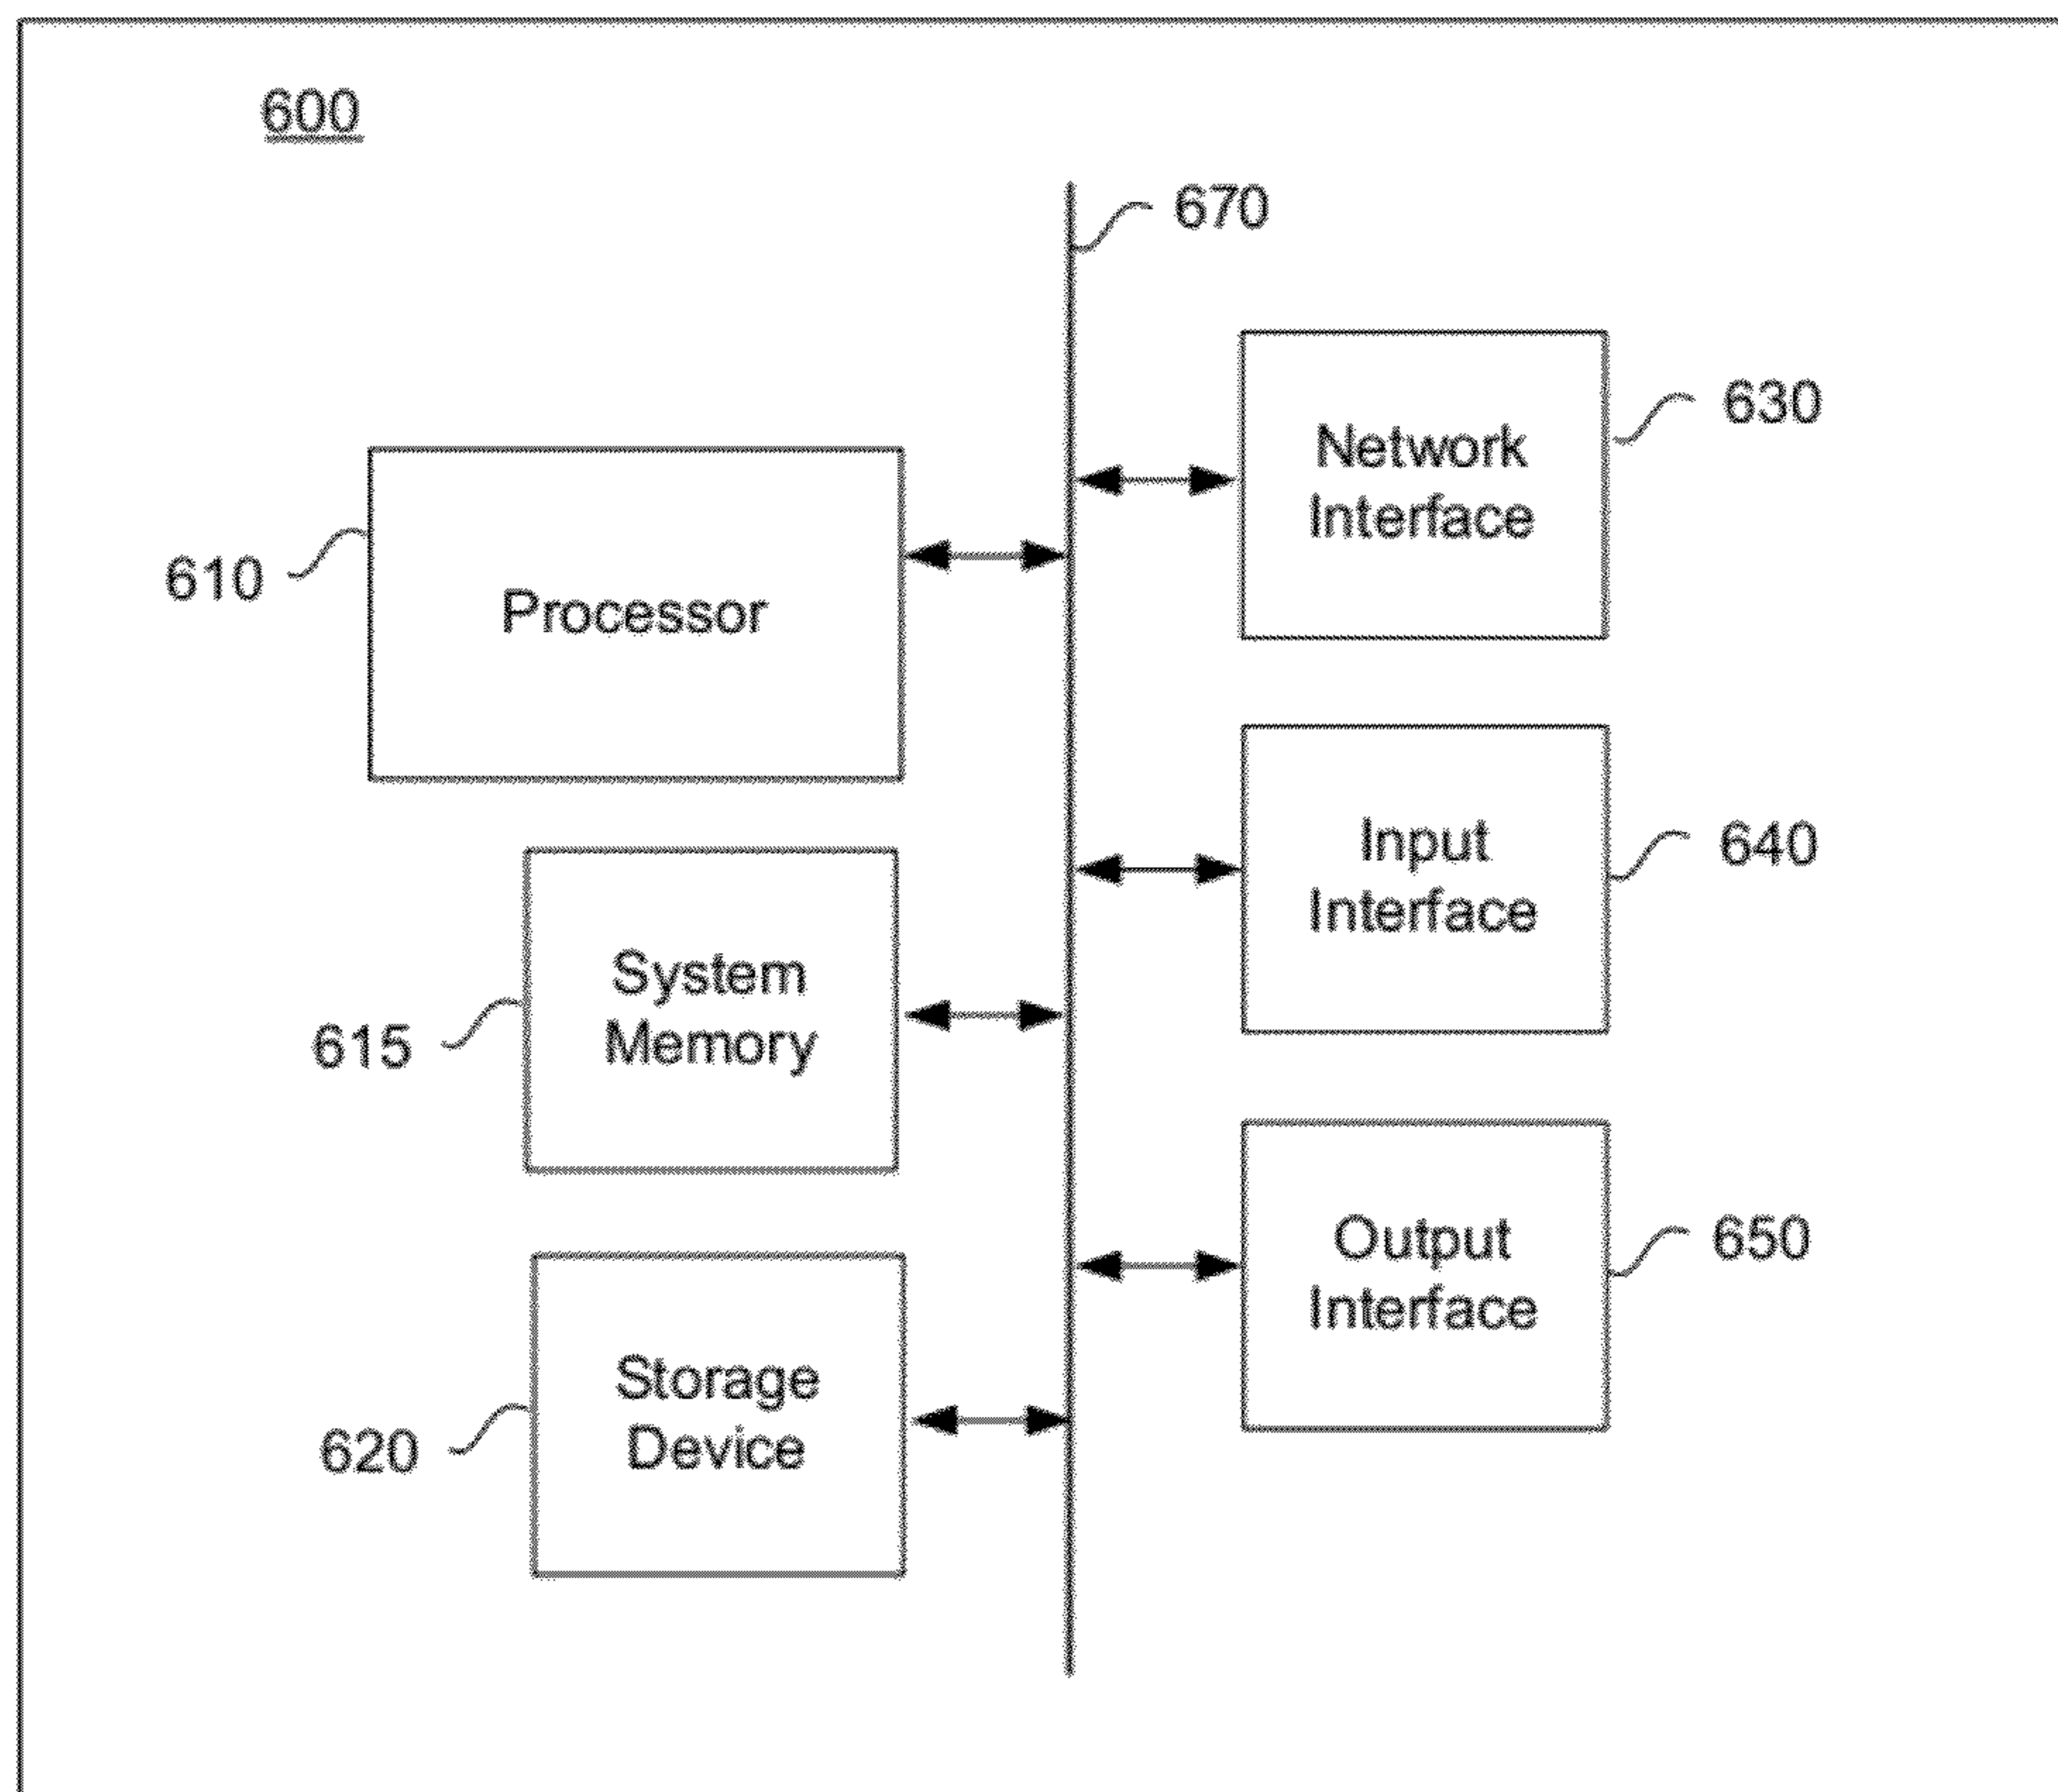 600
670
Network
Interface
630
610
Processor
Input
Interface
640
System
Memory
615
Output
Interface
650
Storage
Device
620